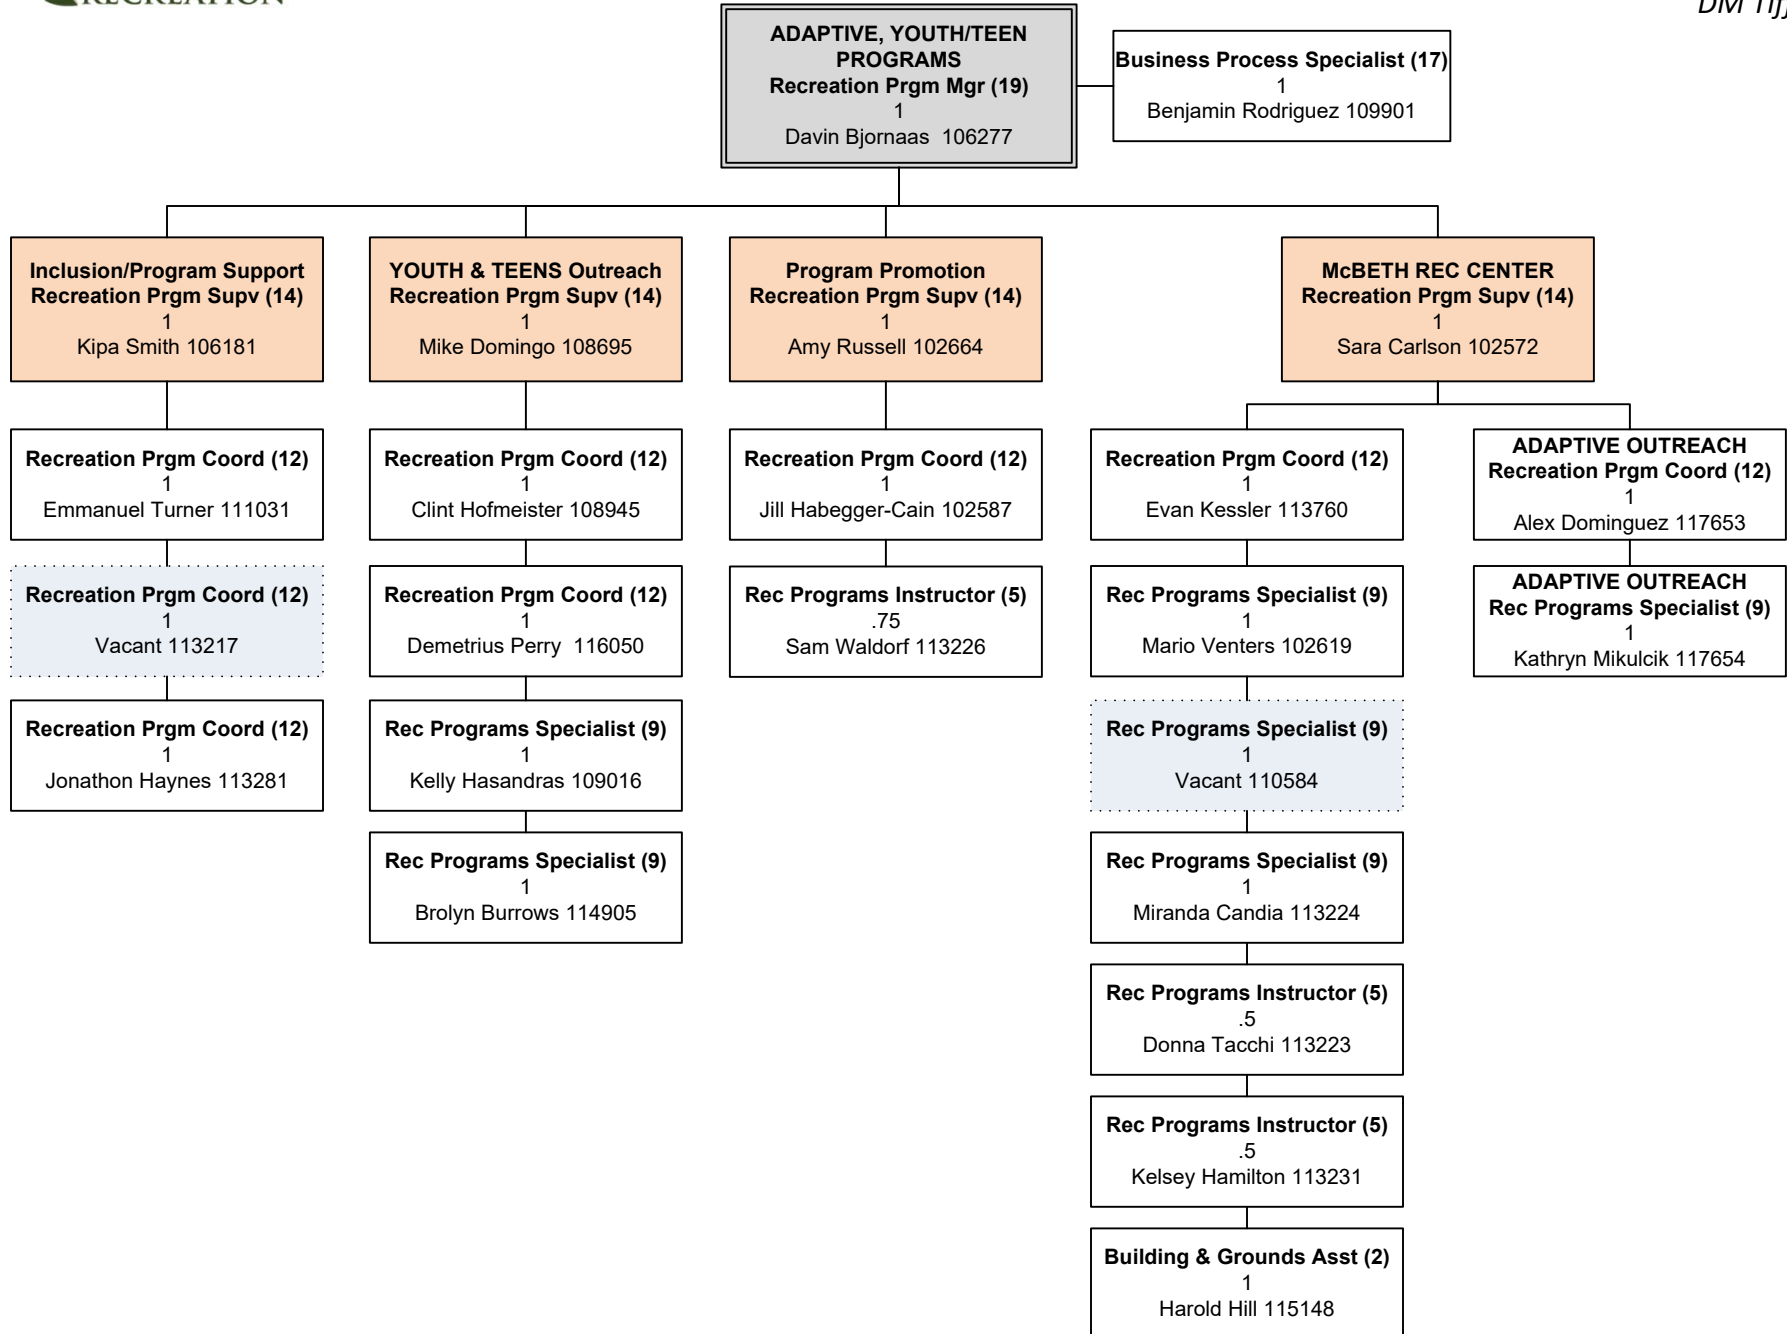 RECREATION
DM
ADAPTIVE, YOUTH/TEEN
PROGRAMS
Recreation Prgm Mgr (19)
1
Davin Bjornaas 106277
Business Process Specialist (17)
1
Benjamin Rodriguez 109901
Inclusion/Program Support
Recreation Prgm Supv (14)
1
Kipa Smith 106181
YOUTH & TEENS Outreach
Recreation Prgm Supv (14)
1
Mike Domingo 108695
Program Promotion
Recreation Prgm Supv (14)
1
Amy Russell 102664
McBETH REC CENTER
Recreation Prgm Supv (14)
1
Sara Carlson 102572
Recreation Prgm Coord (12)
1
Emmanuel Turner 111031
Recreation Prgm Coord (12)
1
Clint Hofmeister 108945
Recreation Prgm Coord (12)
1
Jill Habegger-Cain 102587
Recreation Prgm Coord (12)
1
Evan Kessler 113760
ADAPTIVE OUTREACH
Recreation Prgm Coord (12)
1
Alex Dominguez 117653
Recreation Prgm Coord (12)
1
Vacant 113217
Recreation Prgm Coord (12)
1
Demetrius Perry 116050
Rec Programs Instructor (5)
.75
Sam Waldorf 113226
Rec Programs Specialist (9)
1
Mario Venters 102619
ADAPTIVE OUTREACH
Rec Programs Specialist (9)
1
Kathryn Mikulcik 117654
Recreation Prgm Coord (12)
1
Jonathon Haynes 113281
Rec Programs Specialist (9)
1
Kelly Hasandras 109016
Rec Programs Specialist (9)
1
Vacant 110584
Rec Programs Specialist (9)
1
Brolyn Burrows 114905
Rec Programs Specialist (9)
1
Miranda Candia 113224
Rec Programs Instructor (5)
.5
Donna Tacchi 113223
Rec Programs Instructor (5)
.5
Kelsey Hamilton 113231
Building & Grounds Asst (2)
1
Harold Hill 115148